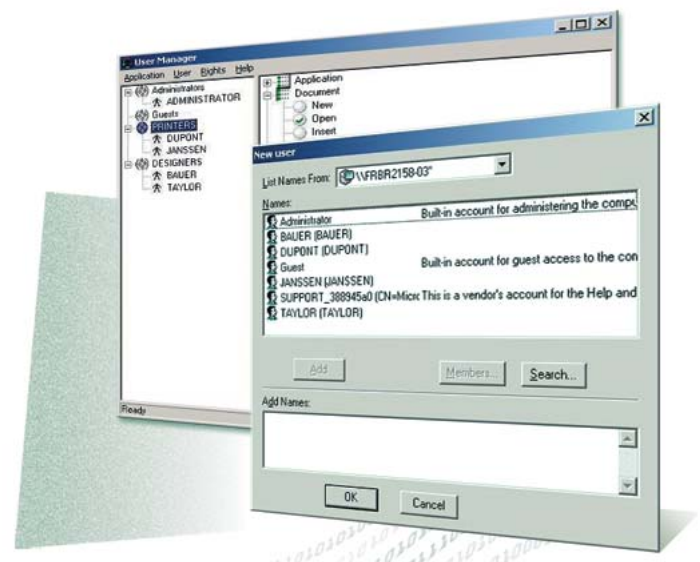 User Manager
Application User Rights Help
Administrators
ADMINISTRATOR
Guests
PRINTERS
DUPONT
JANSSEN
DESIGNERS
BAUER
TAYLOR
Application
Document
New
Open
Insert
Ready
New user
List Names From: \\FRBR2158-03"
Names:
Administrator Built-in account for administering the compu
BAUER (BAUER)
DUPONT (DUPONT)
Guest Built-in account for guest access to the con
JANSSEN (JANSSEN)
SUPPORT_388945a0 (CN=Micro This is a vendor's account for the Help and
TAYLOR (TAYLOR)
Add
Members...
Search...
Add Names:
OK
Cancel